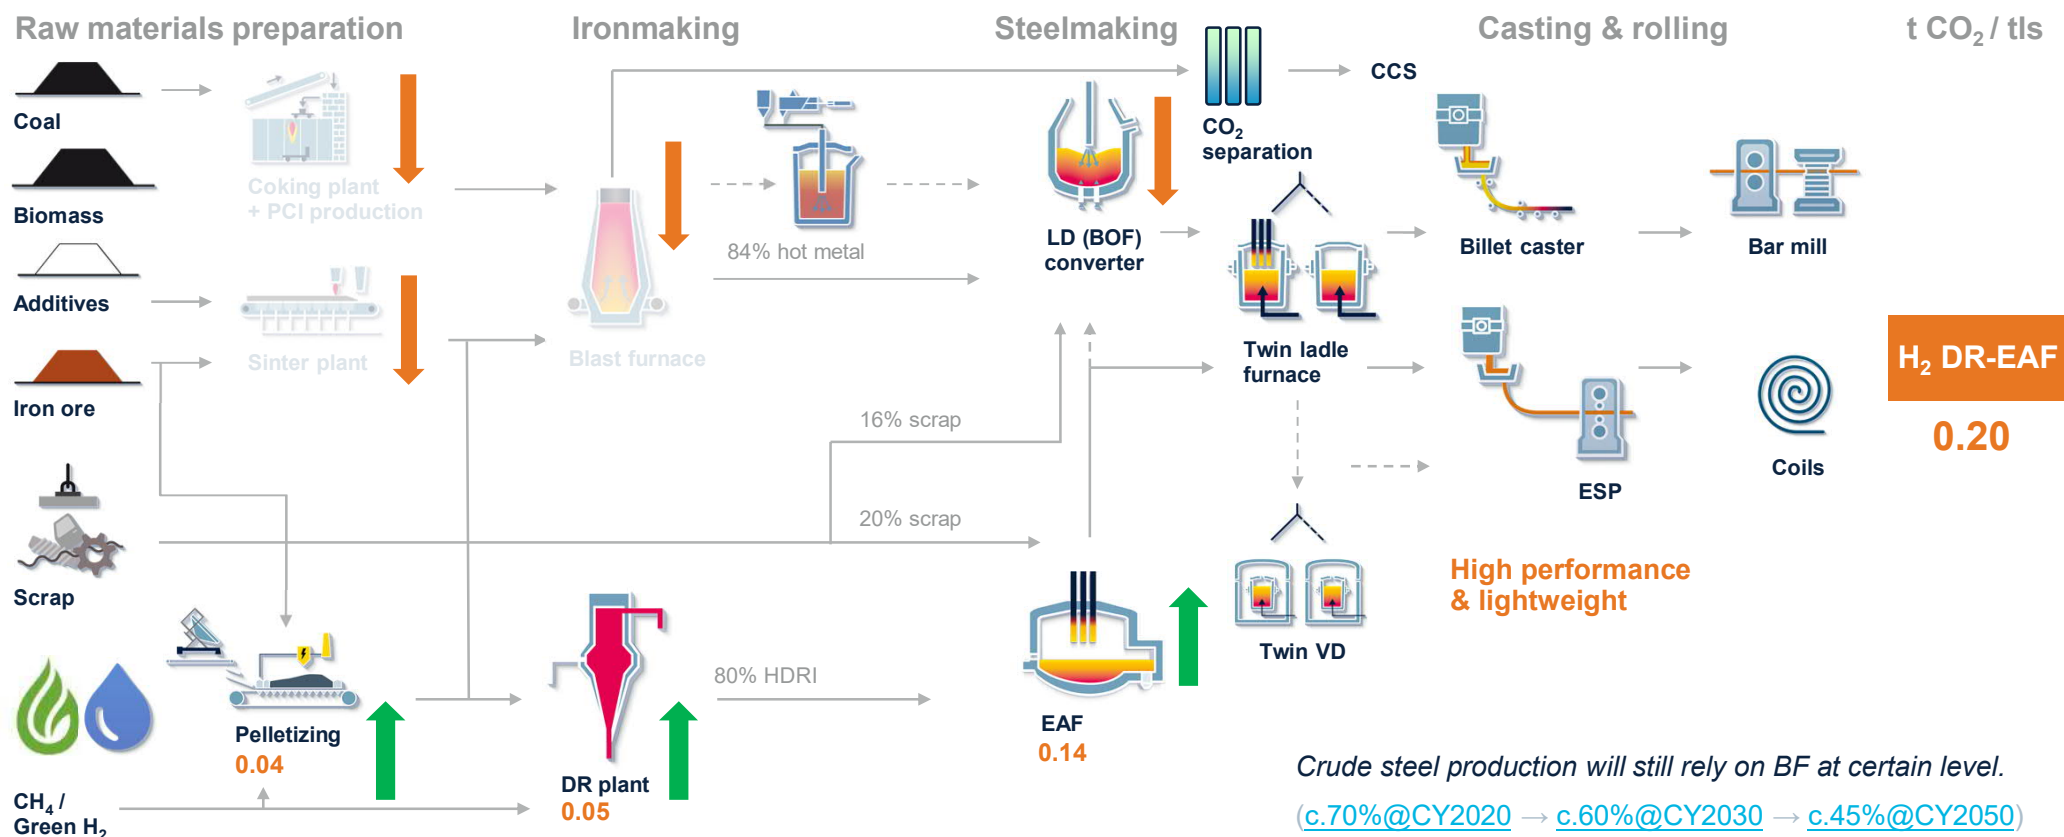 Raw materials preparation
Ironmaking
Steelmaking
Casting & rolling
t CO₂ / tls
Coal
Biomass
Additives
Iron ore
Scrap
CH₄ /
Green H₂
Coking plant
+ PCI production
Sinter plant
Pelletizing
0.04
Blast furnace
84% hot metal
16% scrap
20% scrap
80% HDRI
DR plant
0.05
LD (BOF)
converter
EAF
0.14
CO₂
separation
CCS
Twin ladle
furnace
Twin VD
Billet caster
Bar mill
ESP
Coils
High performance
& lightweight
H₂ DR-EAF
0.20
Crude steel production will still rely on BF at certain level.
(c.70%@CY2020 → c.60%@CY2030 → c.45%@CY2050)